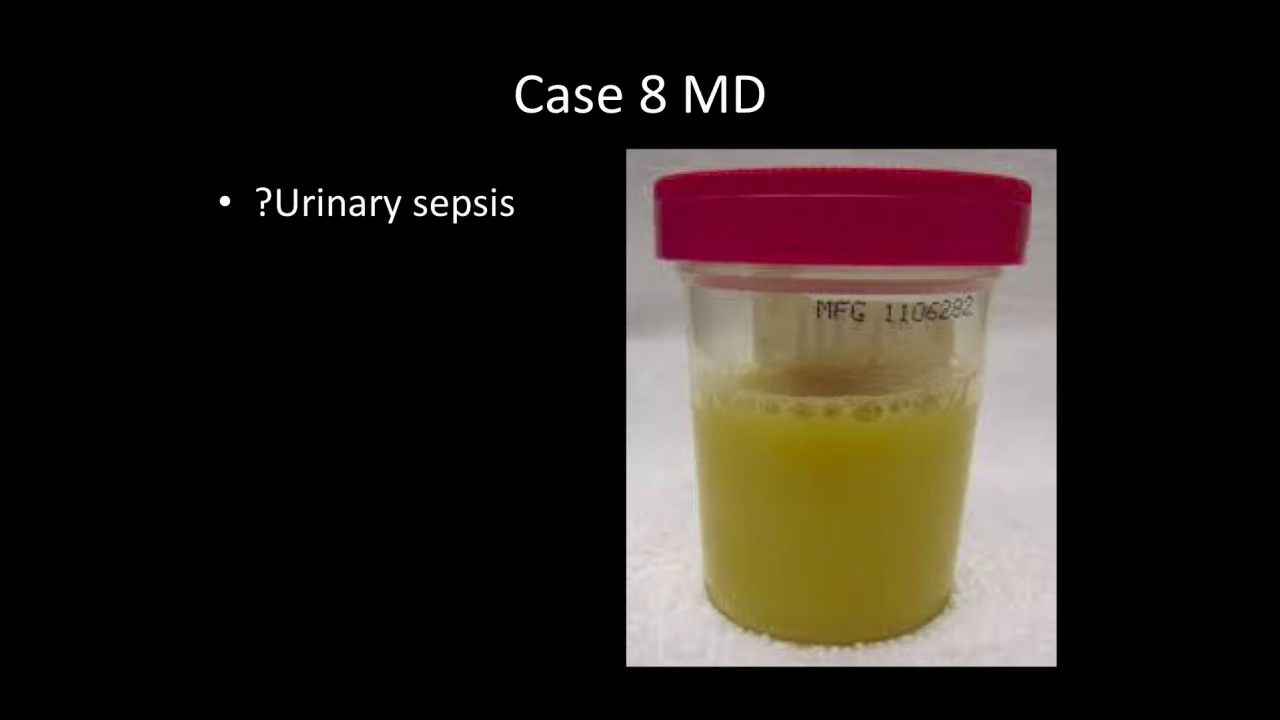 Case 8 MD
• ?Urinary sepsis
MFG 1106282